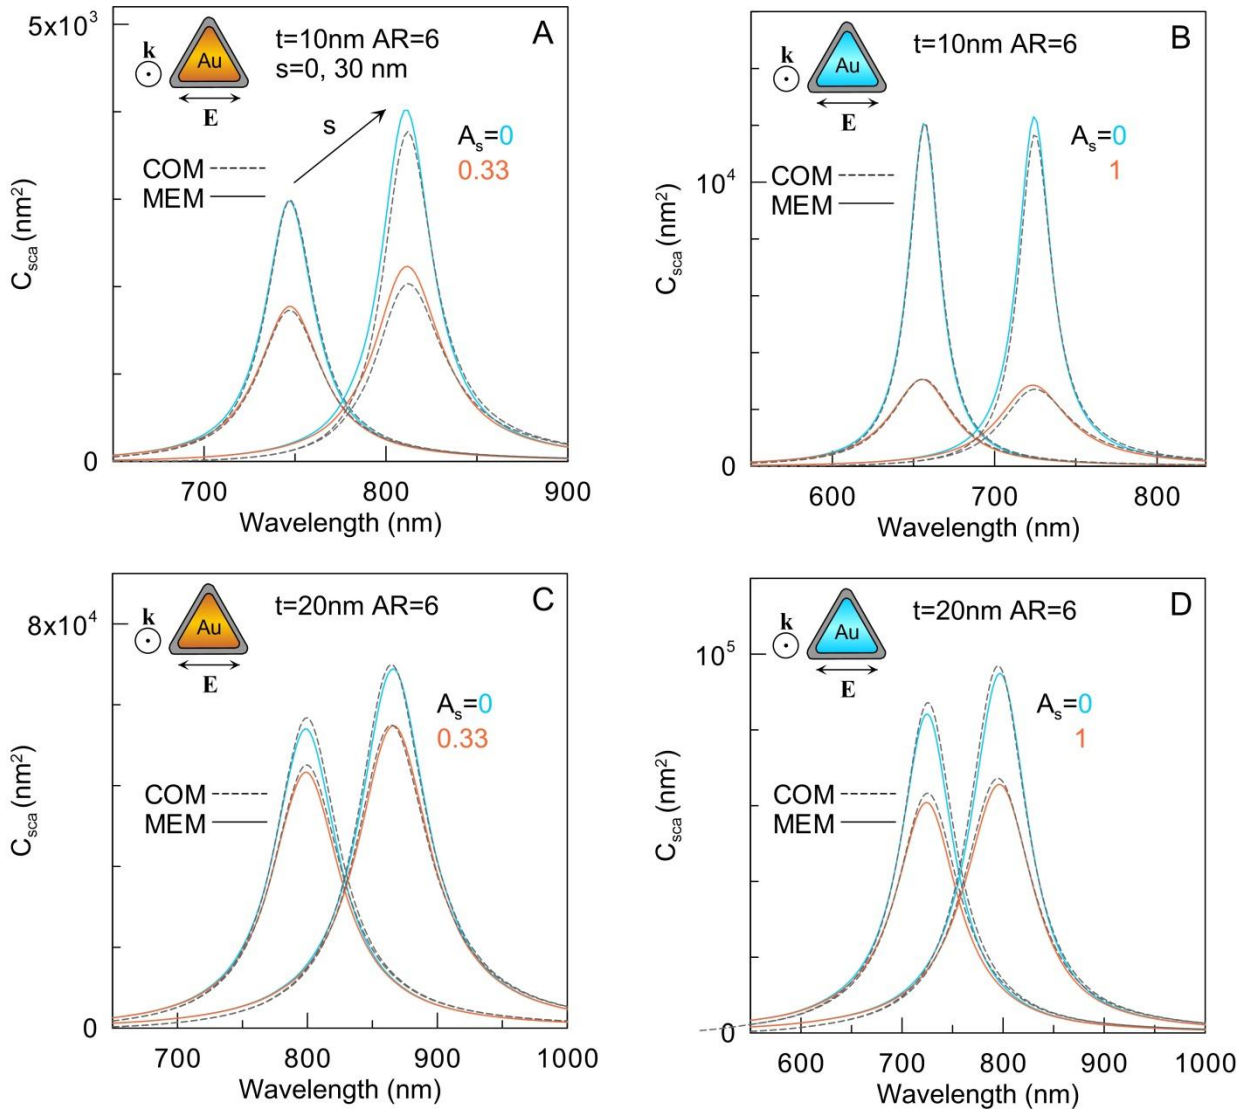 A
5x10³
k
Au
E
t=10nm AR=6
s=0, 30 nm
s
COM
MEM
Aₛ=0
0.33
C_sca (nm²)
0
700 800 900
Wavelength (nm)
B
k
Au
E
t=10nm AR=6
COM
MEM
Aₛ=0
1
10⁴
C_sca (nm²)
0
600 700 800
Wavelength (nm)
C
8x10⁴
k
Au
E
t=20nm AR=6
COM
MEM
Aₛ=0
0.33
C_sca (nm²)
0
700 800 900 1000
Wavelength (nm)
D
10⁵
k
Au
E
t=20nm AR=6
COM
MEM
Aₛ=0
1
C_sca (nm²)
0
600 700 800 900 1000
Wavelength (nm)